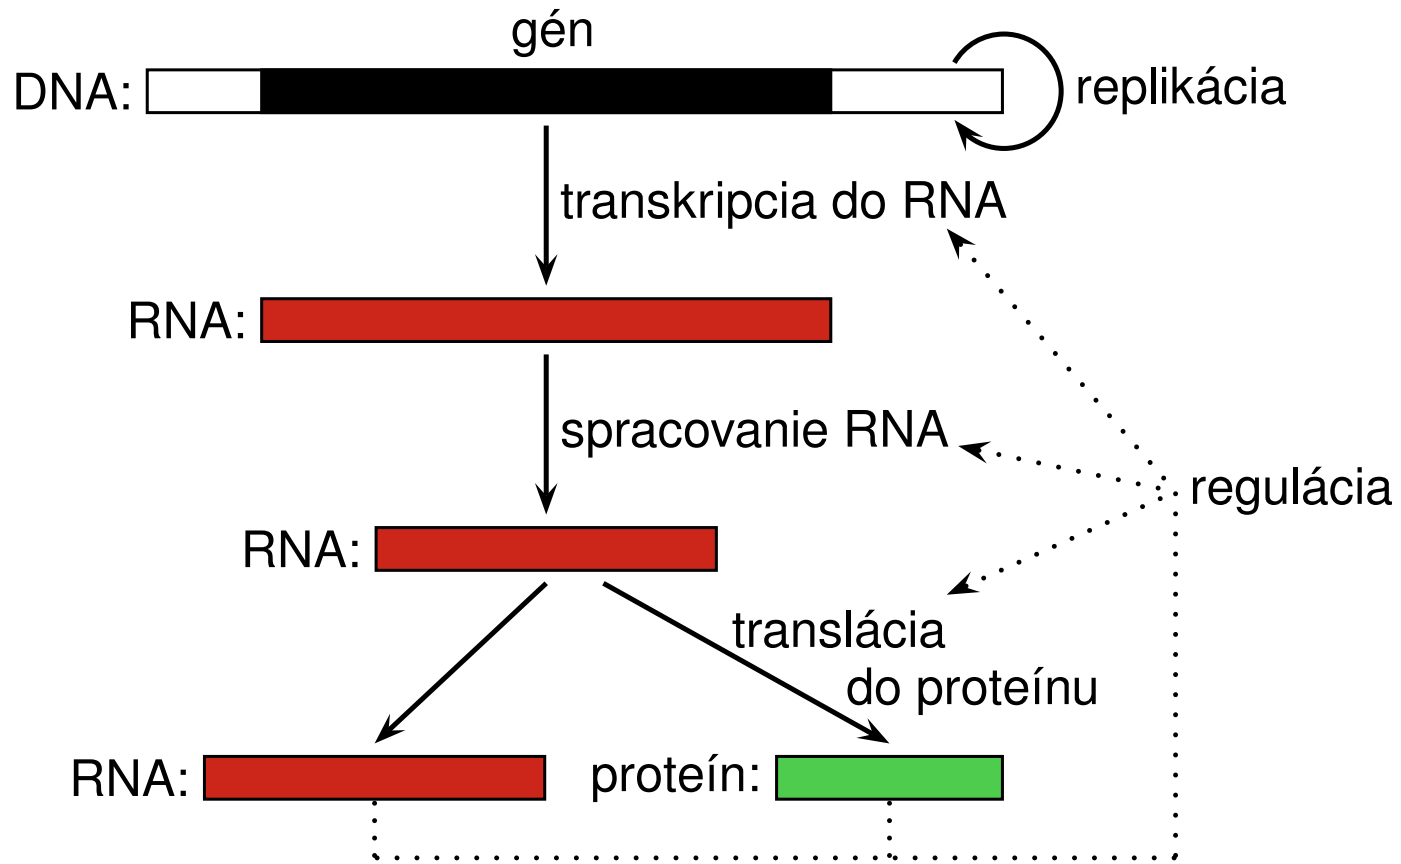 gén
DNA:
replikácia
transkripcia do RNA
RNA:
spracovanie RNA
regulácia
RNA:
translácia
do proteínu
RNA:
proteín: